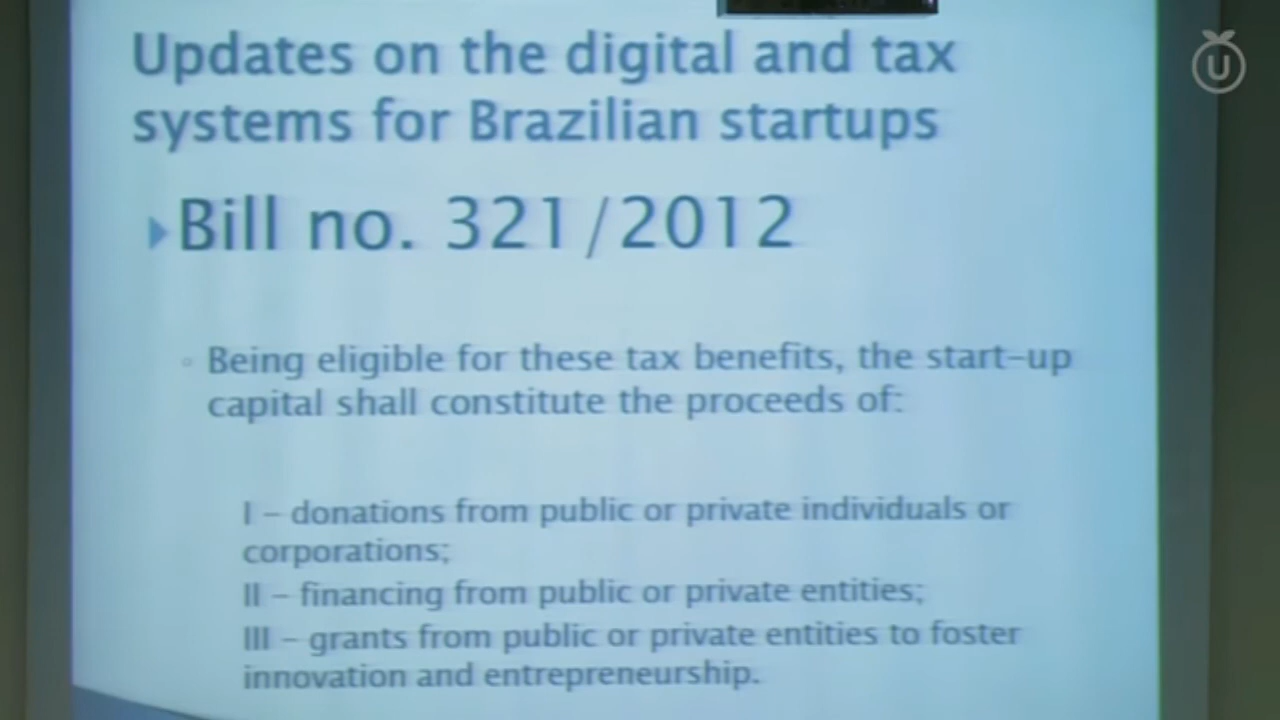 Updates on the digital and tax
systems for Brazilian startups
Bill no. 321/2012
Being eligible for these tax benefits, the start-up
capital shall constitute the proceeds of:
I - donations from public or private individuals or
corporations;
II - financing from public or private entities;
III - grants from public or private entities to foster
innovation and entrepreneurship.
U